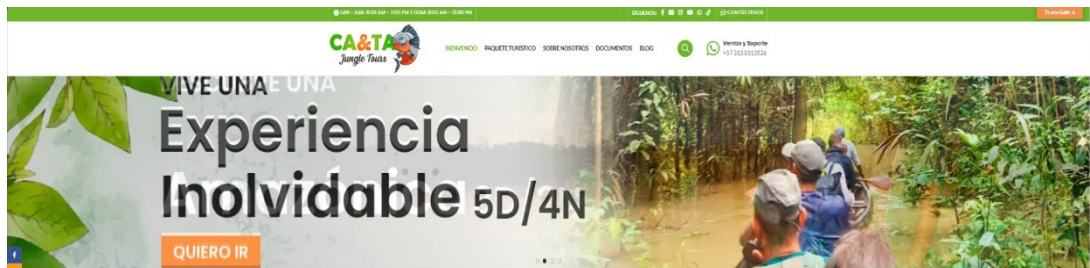 LUN - SAB: 8:00 AM - 7:00 PM Y DOM: 8:00 AM - 12:00 PM
SÍGUENOS:
CONTÁCTENOS
Translate »
CA&TA
Jungle Tours
BIENVENIDO PAQUETE TURÍSTICO SOBRE NOSOTROS DOCUMENTOS BLOG
Ventas y Soporte
+57 313 8112526
VIVE UNA
Experiencia
Inolvidable 5D/4N
QUIERO IR